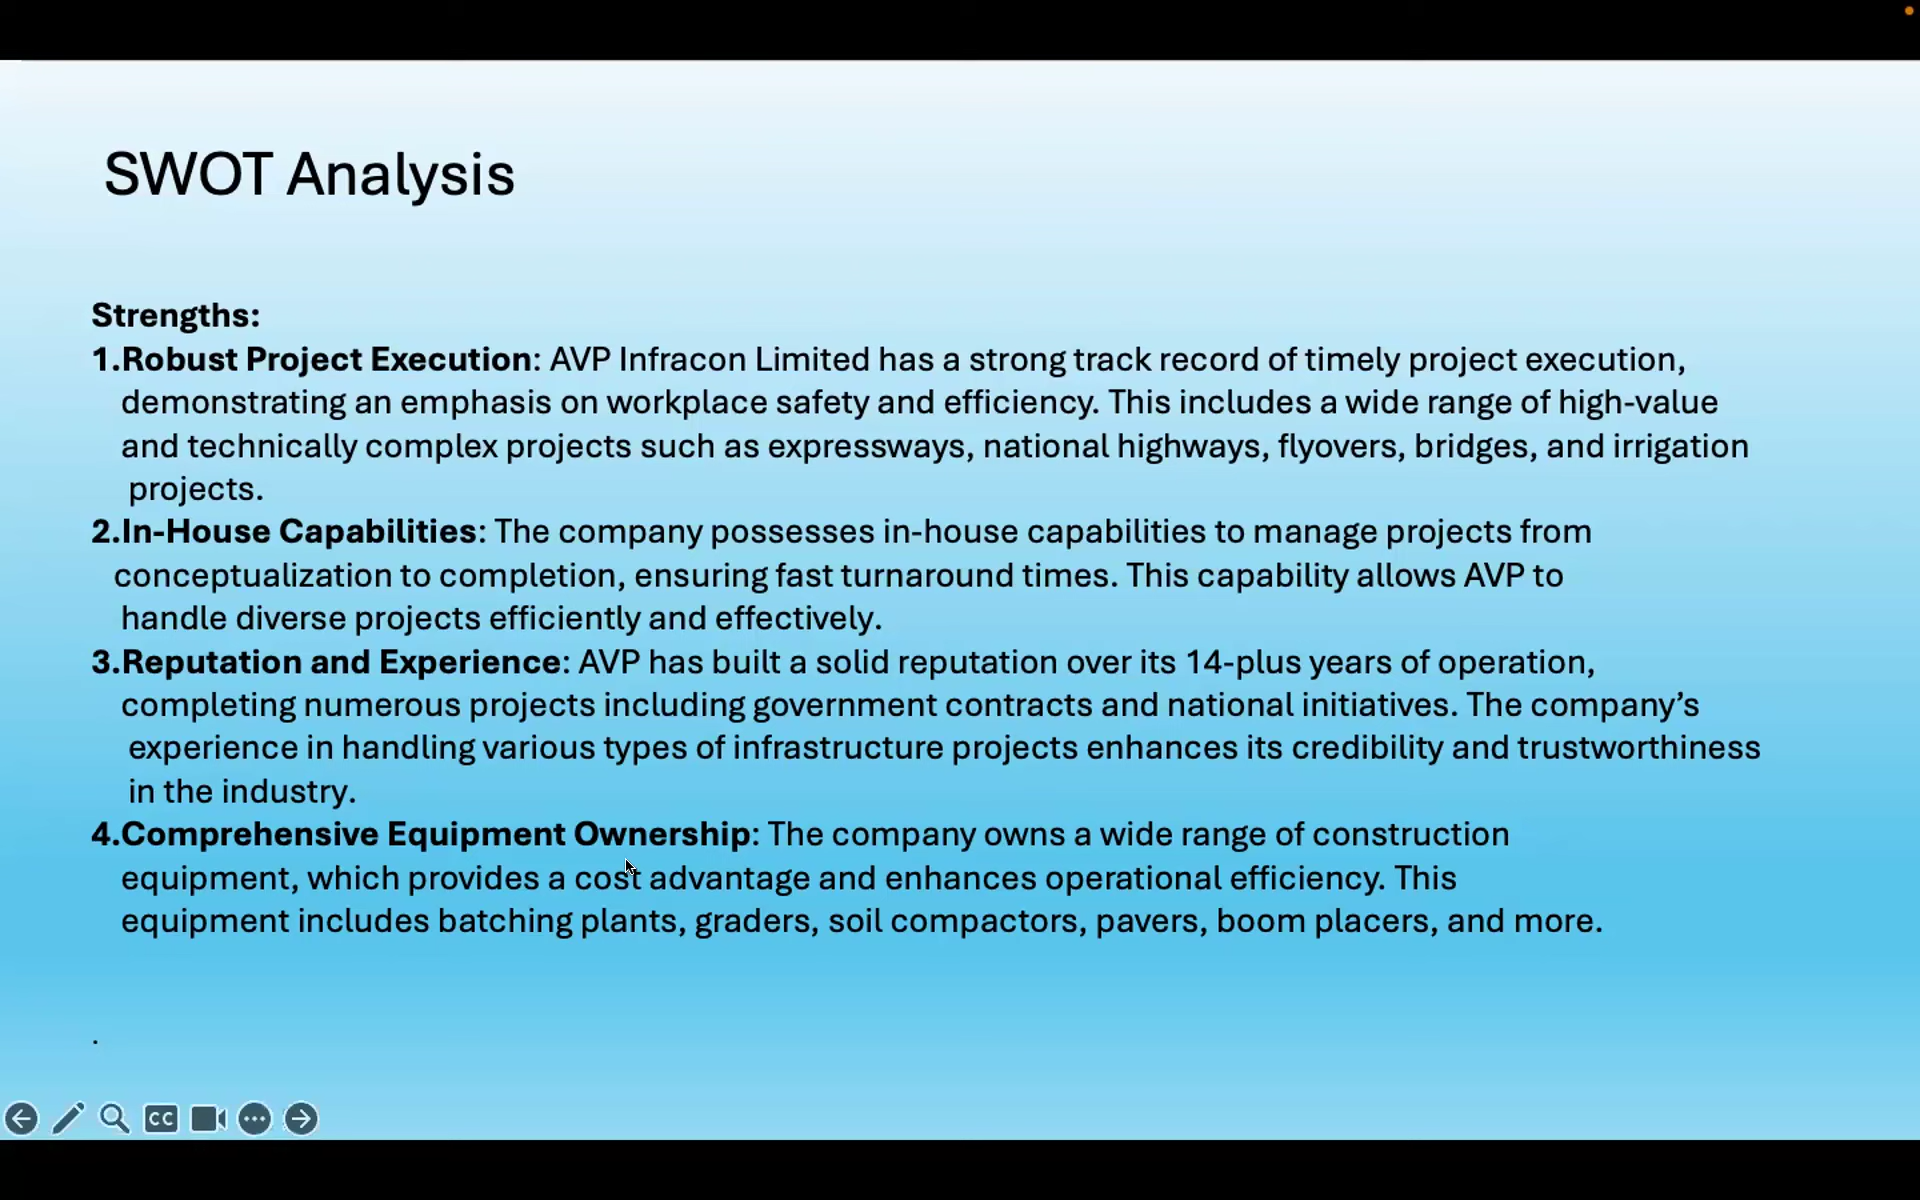 SWOT Analysis
Strengths:
1.Robust Project Execution: AVP Infracon Limited has a strong track record of timely project execution,
demonstrating an emphasis on workplace safety and efficiency. This includes a wide range of high-value
and technically complex projects such as expressways, national highways, flyovers, bridges, and irrigation
projects.
2.In-House Capabilities: The company possesses in-house capabilities to manage projects from
conceptualization to completion, ensuring fast turnaround times. This capability allows AVP to
handle diverse projects efficiently and effectively.
3.Reputation and Experience: AVP has built a solid reputation over its 14-plus years of operation,
completing numerous projects including government contracts and national initiatives. The company’s
experience in handling various types of infrastructure projects enhances its credibility and trustworthiness
in the industry.
4.Comprehensive Equipment Ownership: The company owns a wide range of construction
equipment, which provides a cost advantage and enhances operational efficiency. This
equipment includes batching plants, graders, soil compactors, pavers, boom placers, and more.
.
CC